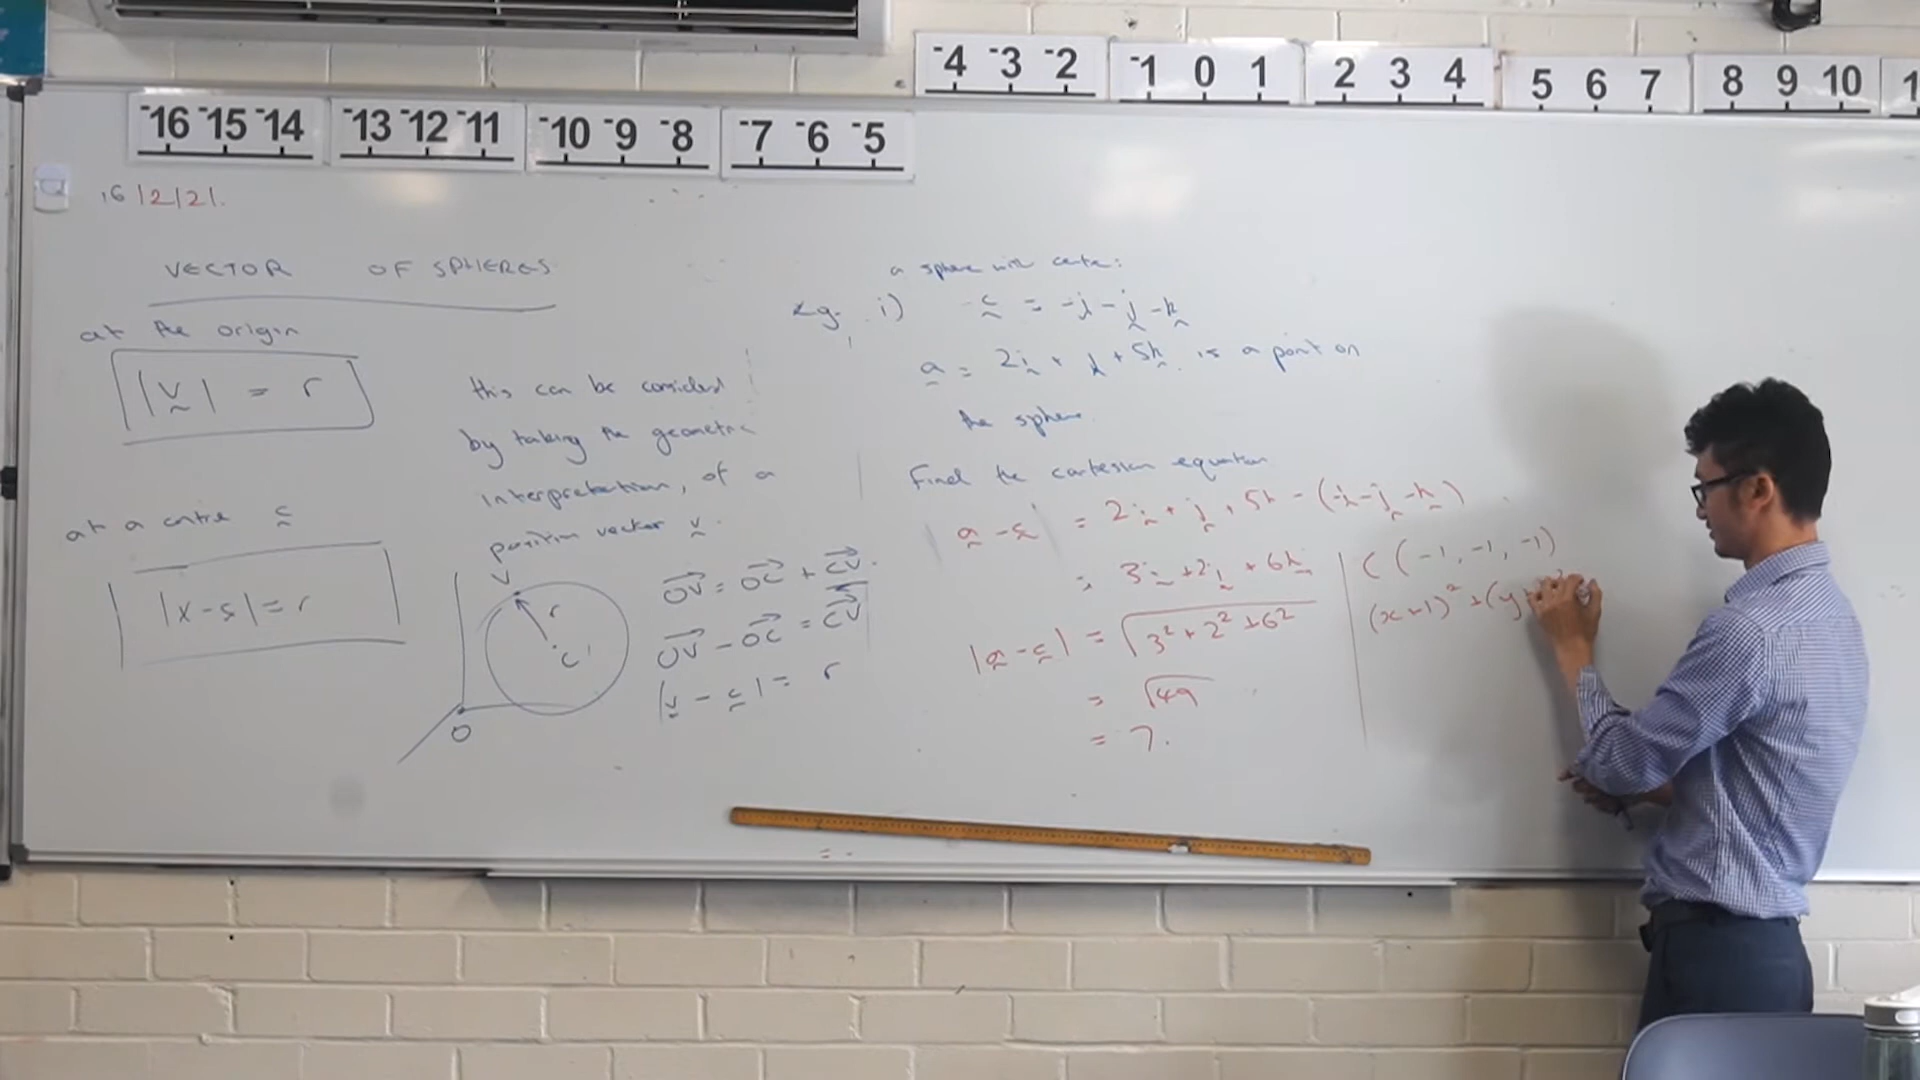 -4 -3 -2 -1 0 1 2 3 4 5 6 7 8 9 10 1
-16 -15 -14 -13 -12 -11 -10 -9 -8 -7 -6 -5
16/2/21.
VECTOR OF SPHERES
at the origin
|v| = r
at a centre c
|x - c| = r
this can be considered
by taking the geometric
interpretation, of a
position vector v.
V
r
C
O
OV = OC + CV.
OV - OC = CV
|v - c| = r
a sphere with centre:
Eg. i) c = -i - j - k
a = 2i + j + 5k is a point on
the sphere.
Find the cartesian equation
|a - c| = 2i + j + 5k - (-i - j - k)
= 3i + 2j + 6k
|a - c| = √3² + 2² + 6²
= √49
= 7.
C (-1, -1, -1)
(x+1)² + (y